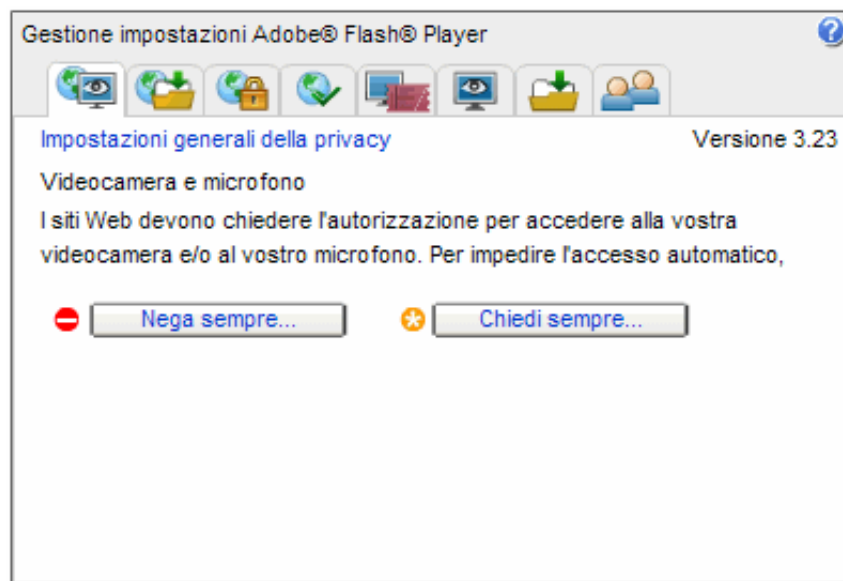 Gestione impostazioni Adobe® Flash® Player
?
Impostazioni generali della privacy Versione 3.23
Videocamera e microfono
I siti Web devono chiedere l'autorizzazione per accedere alla vostra
videocamera e/o al vostro microfono. Per impedire l'accesso automatico,
Nega sempre... Chiedi sempre...